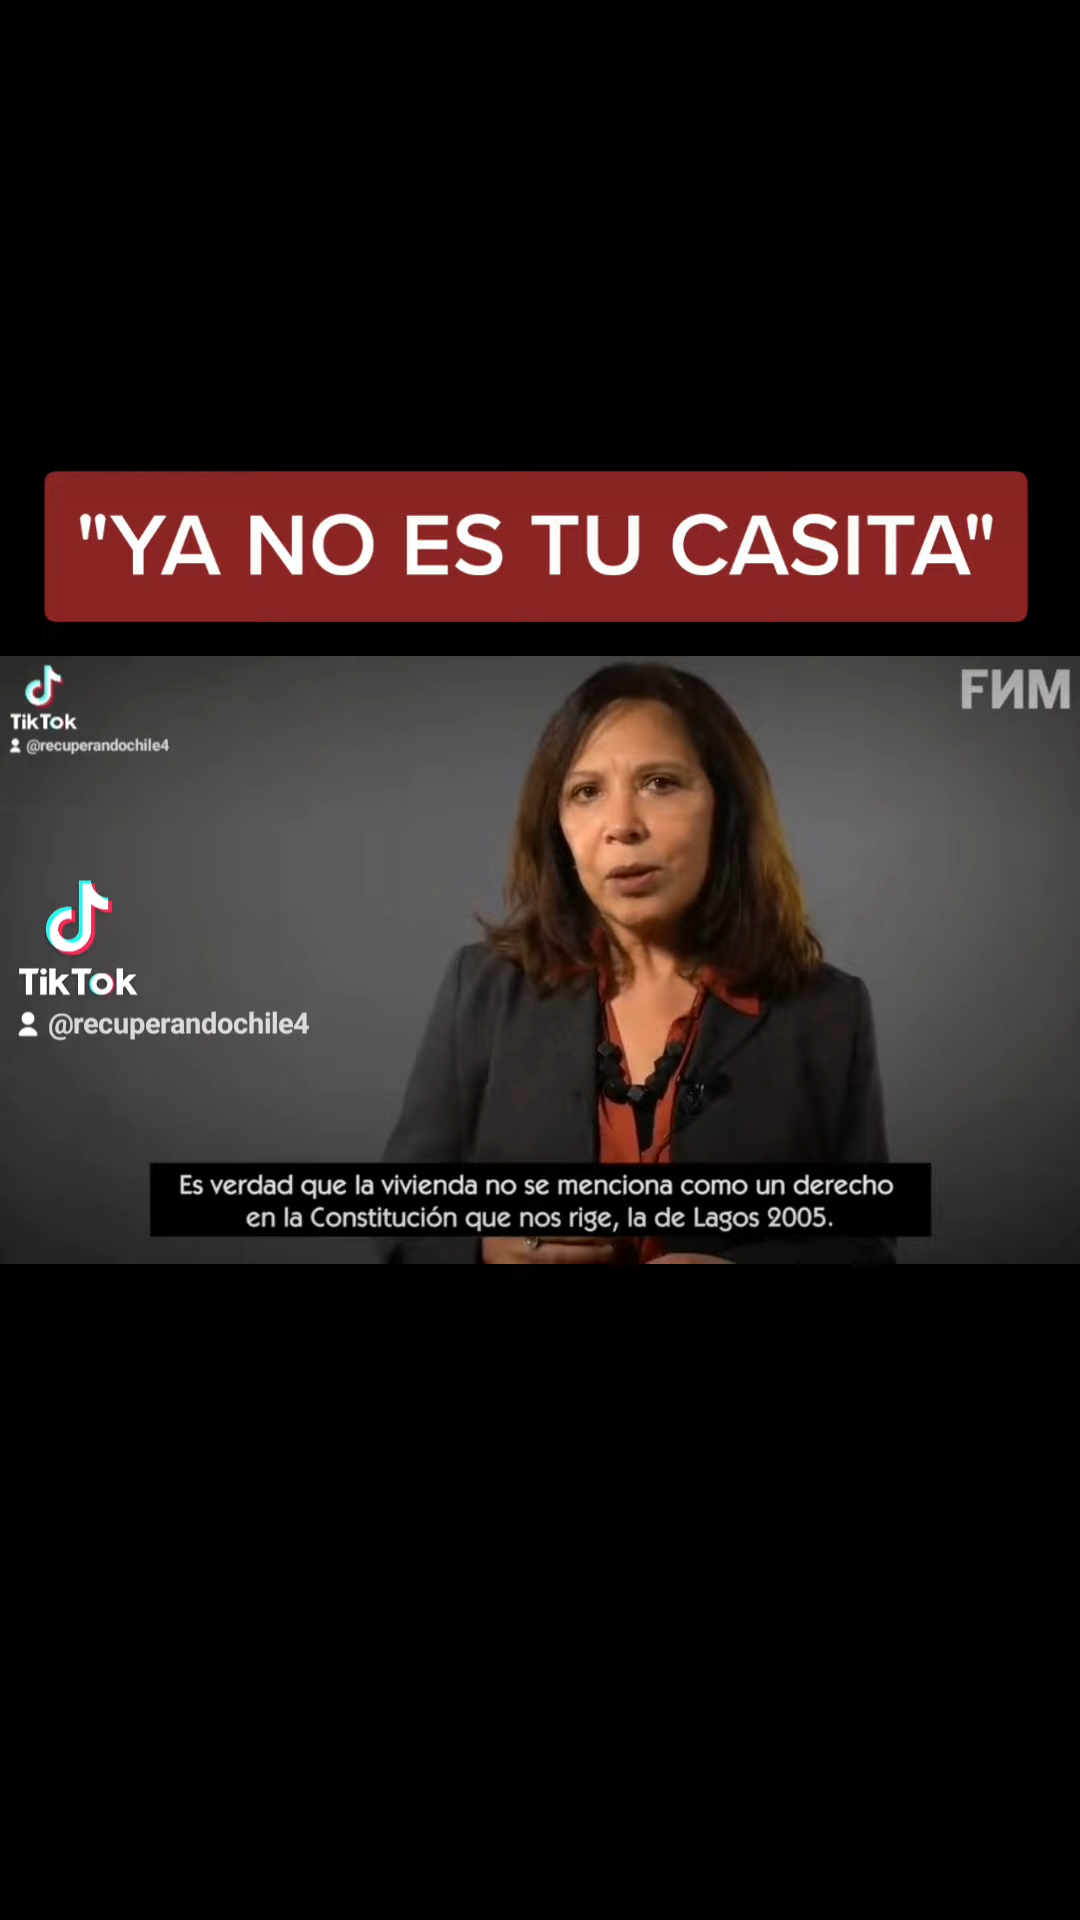 "YA NO ES TU CASITA"
TikTok
@recuperandochile4
FИM
TikTok
@recuperandochile4
Es verdad que la vivienda no se menciona como un derecho
en la Constitución que nos rige, la de Lagos 2005.